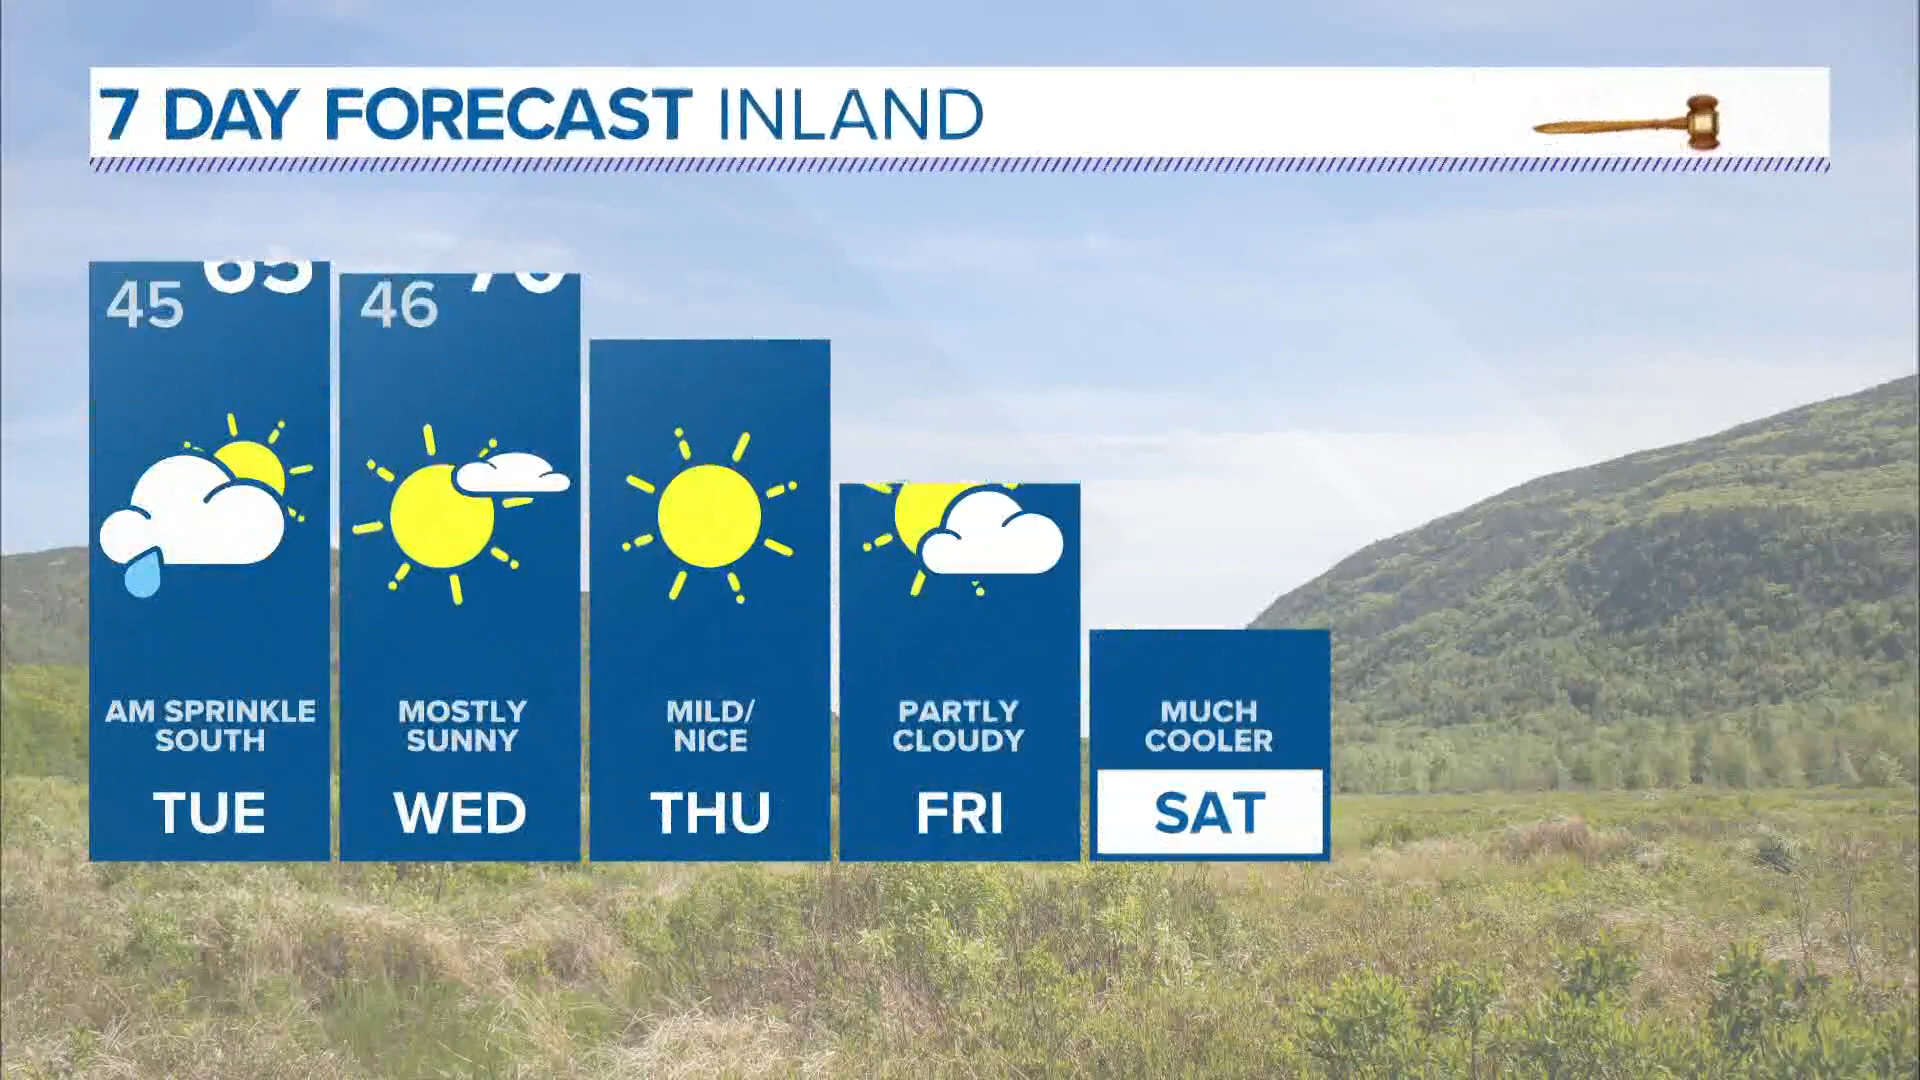 7 DAY FORECAST INLAND
45
46
AM SPRINKLE
SOUTH
TUE
MOSTLY
SUNNY
WED
MILD/
NICE
THU
PARTLY
CLOUDY
FRI
MUCH
COOLER
SAT